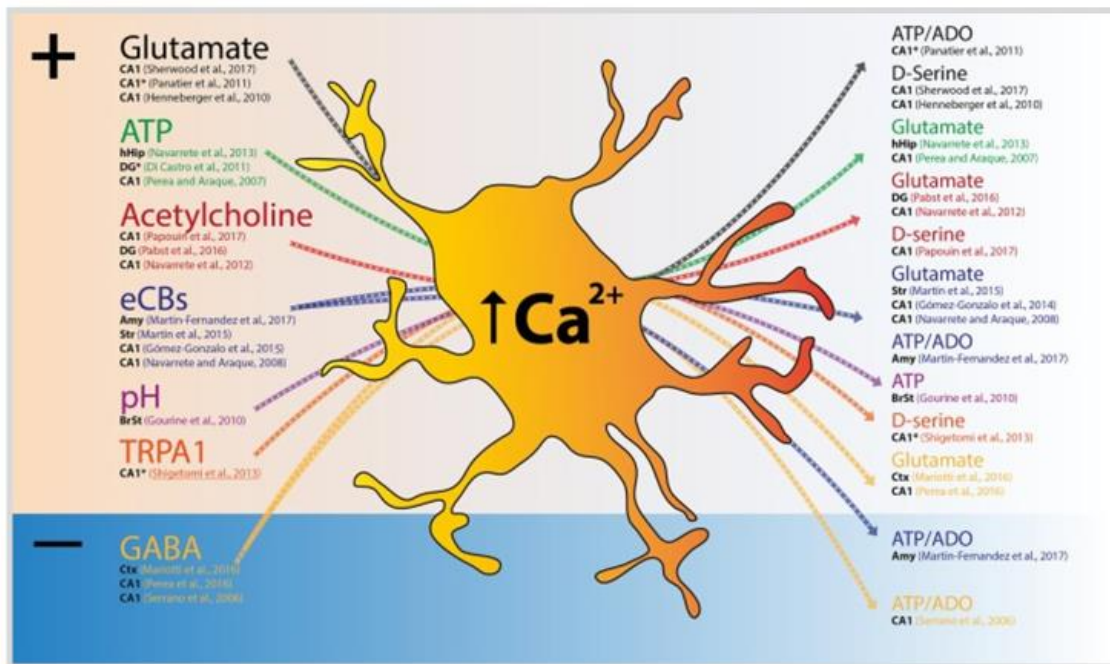 +
Glutamate
CA1 (Sherwood et al., 2017)
CA1* (Panatier et al., 2011)
CA1 (Henneberger et al., 2010)
ATP
hHip (Navarrete et al., 2013)
DG* (Di Castro et al., 2011)
CA1 (Perea and Araque, 2007)
Acetylcholine
CA1 (Papouin et al., 2017)
DG (Pabst et al., 2016)
CA1 (Navarrete et al., 2012)
eCBs
Amy (Martin-Fernandez et al., 2017)
Str (Martin et al., 2015)
CA1 (Gómez-Gonzalo et al., 2015)
CA1 (Navarrete and Araque, 2008)
pH
BrSt (Gourine et al., 2010)
TRPA1
CA1* (Shigetomi et al., 2013)
−
GABA
Ctx (Mariotti et al., 2016)
CA1 (Perea et al., 2016)
CA1 (Serrano et al., 2006)
↑Ca2+
ATP/ADO
CA1* (Panatier et al., 2011)
D-Serine
CA1 (Sherwood et al., 2017)
CA1 (Henneberger et al., 2010)
Glutamate
hHip (Navarrete et al., 2013)
CA1 (Perea and Araque, 2007)
Glutamate
DG (Pabst et al., 2016)
CA1 (Navarrete et al., 2012)
D-serine
CA1 (Papouin et al., 2017)
Glutamate
Str (Martin et al., 2015)
CA1 (Gómez-Gonzalo et al., 2014)
CA1 (Navarrete and Araque, 2008)
ATP/ADO
Amy (Martin-Fernandez et al., 2017)
ATP
BrSt (Gourine et al., 2010)
D-serine
CA1* (Shigetomi et al., 2013)
Glutamate
Ctx (Mariotti et al., 2016)
CA1 (Perea et al., 2016)
ATP/ADO
Amy (Martin-Fernandez et al., 2017)
ATP/ADO
CA1 (Serrano et al., 2006)